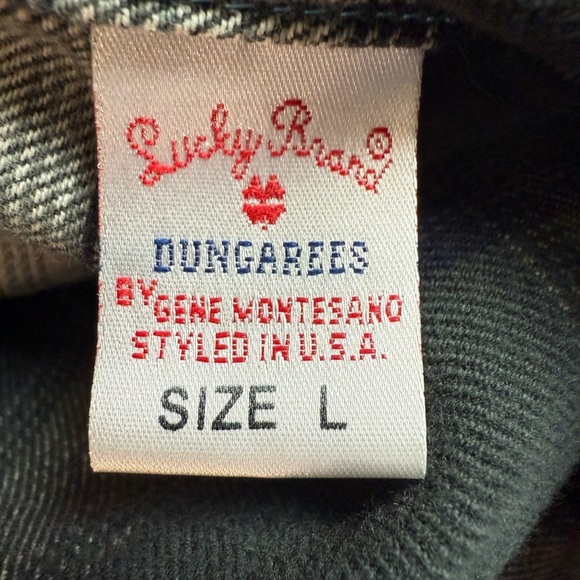 Lucky Brand®
DUNGAREES
BY GENE MONTESANO
STYLED IN U.S.A.
SIZE L